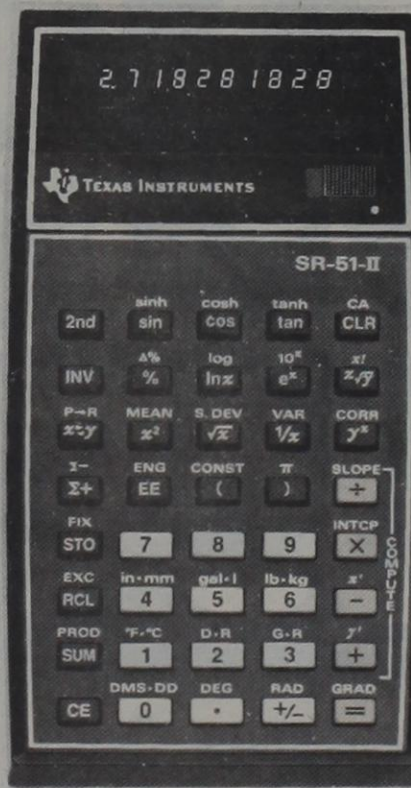 2.718281828
TEXAS INSTRUMENTS
SR-51-II
sinh cosh tanh CA
2nd sin cos tan CLR
Δ% log 10ˣ x!
INV % lnx eˣ ˣ√y
P→R MEAN S. DEV VAR CORR
x⇄y x² √x 1/x yˣ
Σ− ENG CONST π SLOPE
Σ+ EE ( ) ÷
FIX INTCP
STO 7 8 9 ×
COMPUTE
EXC in·mm gal·l lb·kg x'
RCL 4 5 6 −
PROD °F·°C D·R G·R y'
SUM 1 2 3 +
DMS·DD DEG RAD GRAD
CE 0 . +/− =